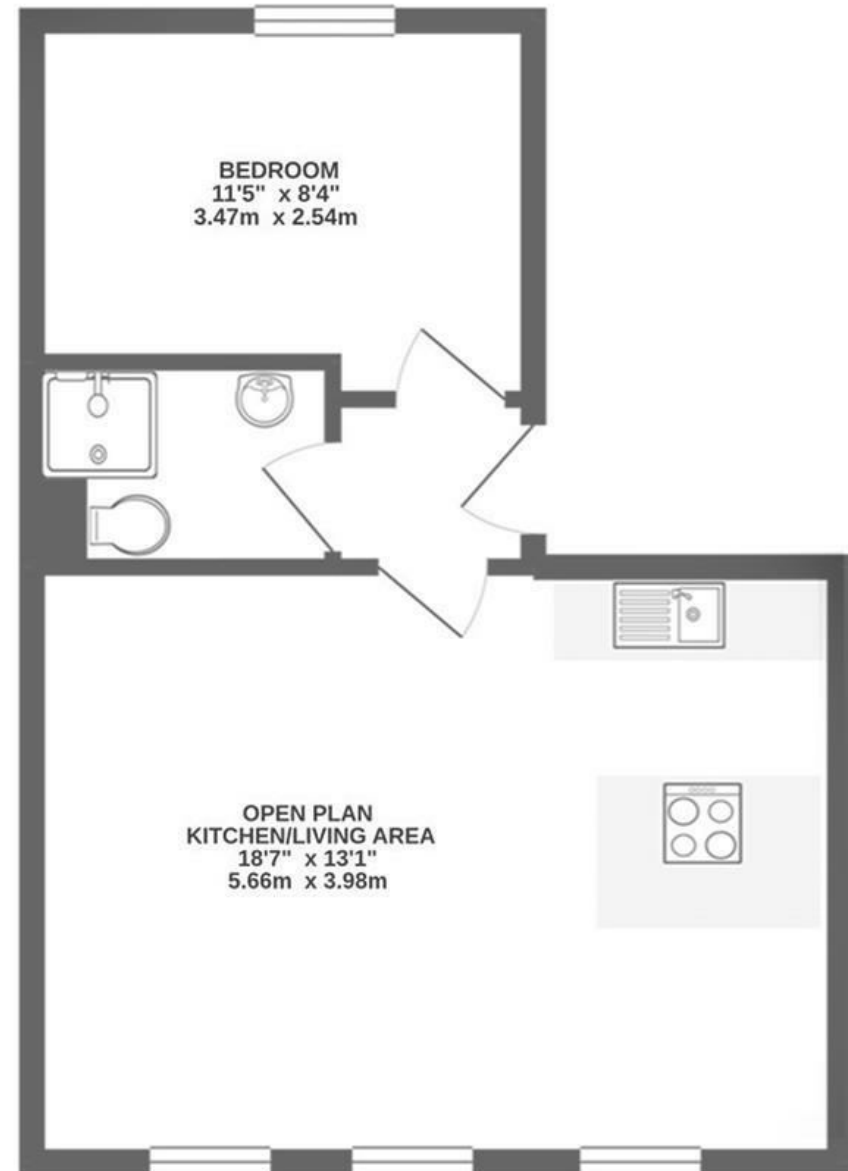 BEDROOM
11'5" x 8'4"
3.47m x 2.54m
OPEN PLAN
KITCHEN/LIVING AREA
18'7" x 13'1"
5.66m x 3.98m